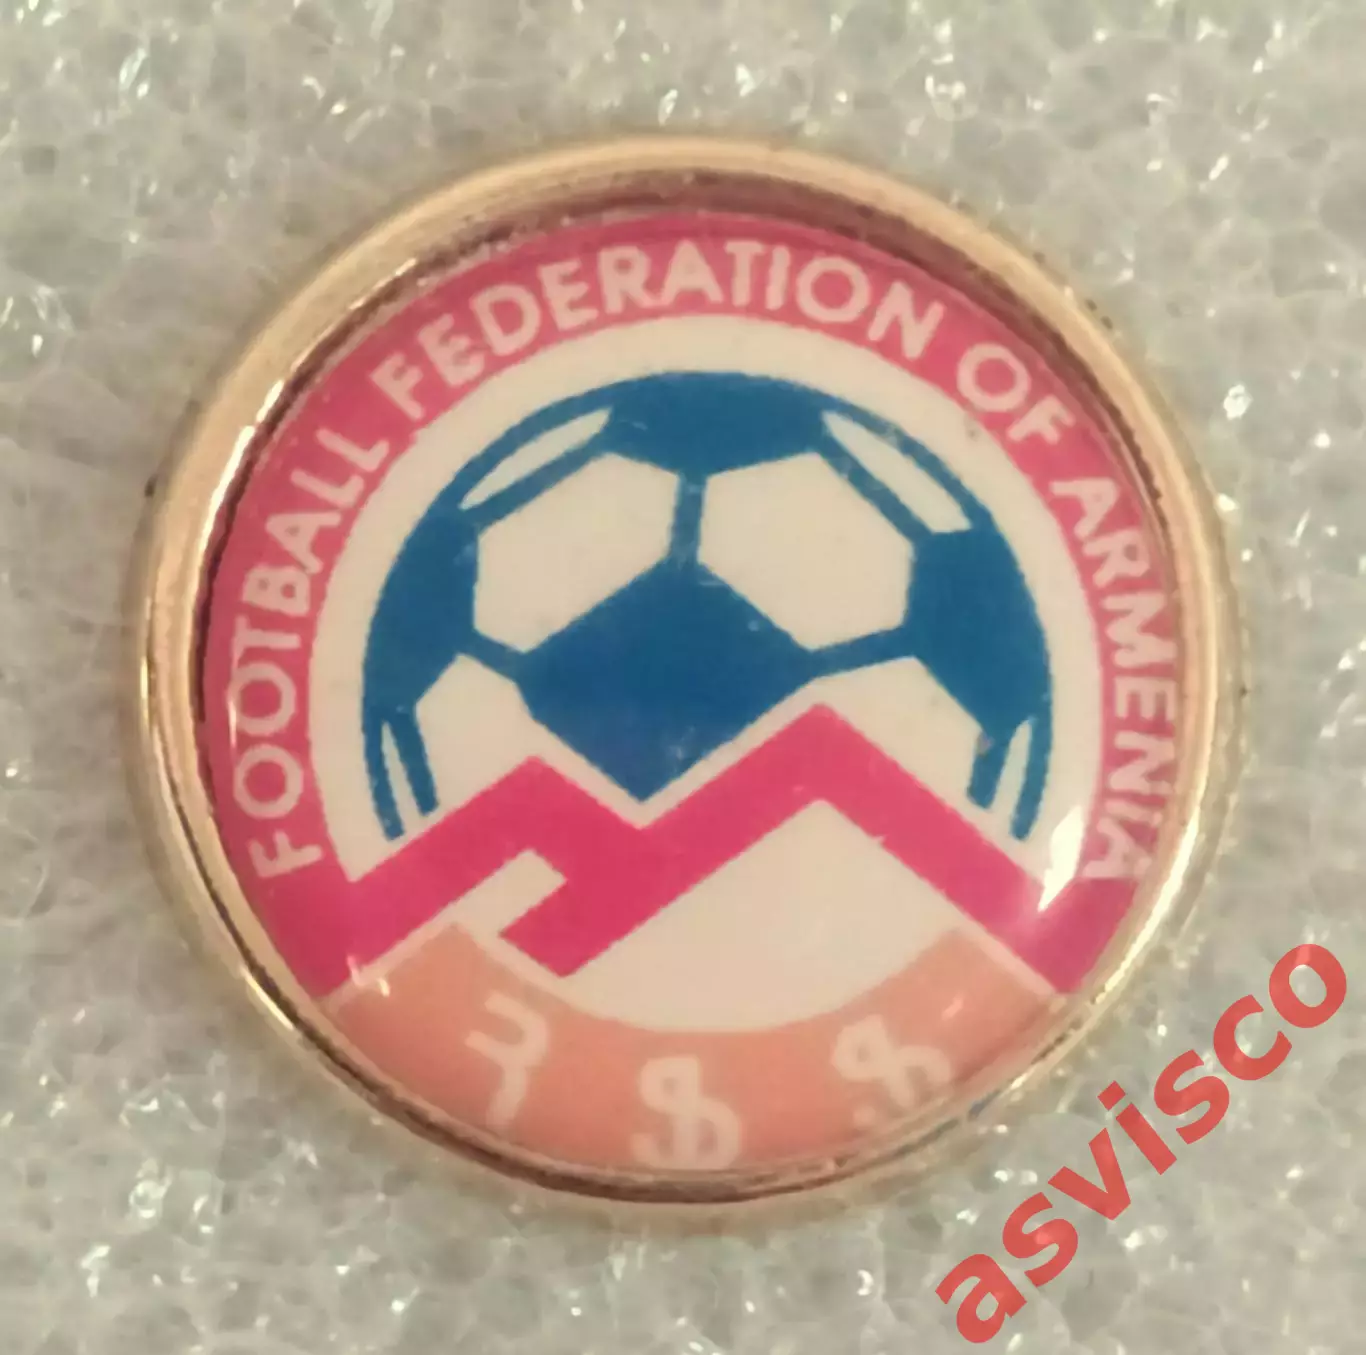 FOOTBALL FEDERATION OF ARMENIA
ՀՖՖ
asvisco